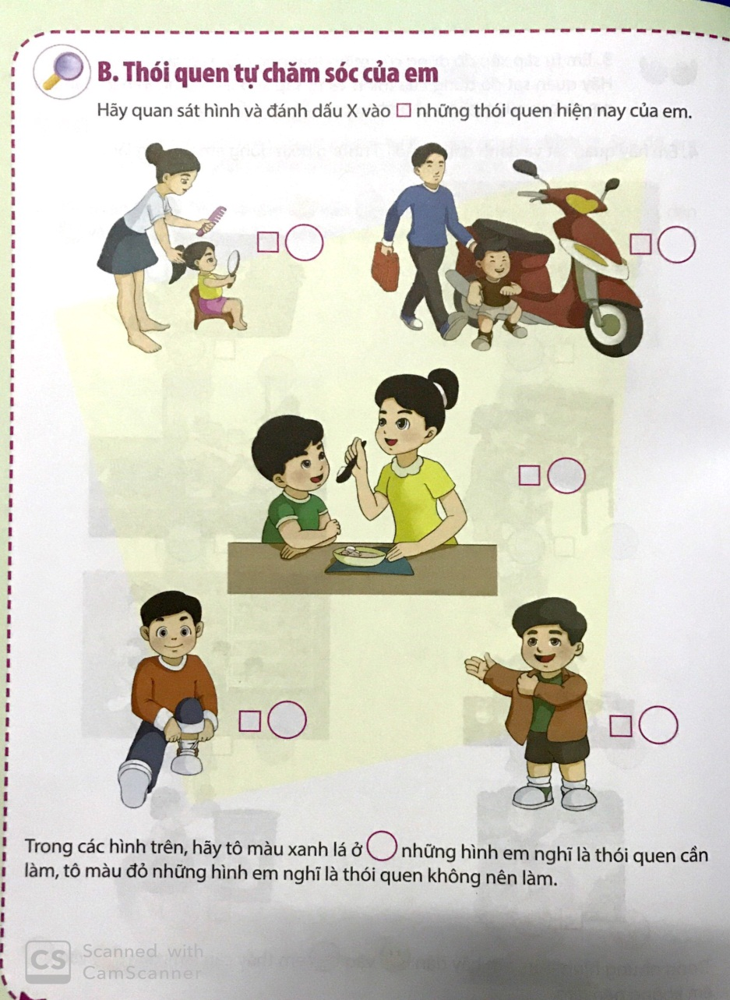 B. Thói quen tự chăm sóc của em
Hãy quan sát hình và đánh dấu X vào □ những thói quen hiện nay của em.
Trong các hình trên, hãy tô màu xanh lá ở ◯ những hình em nghĩ là thói quen cần
làm, tô màu đỏ những hình em nghĩ là thói quen không nên làm.
CS Scanned with
CamScanner